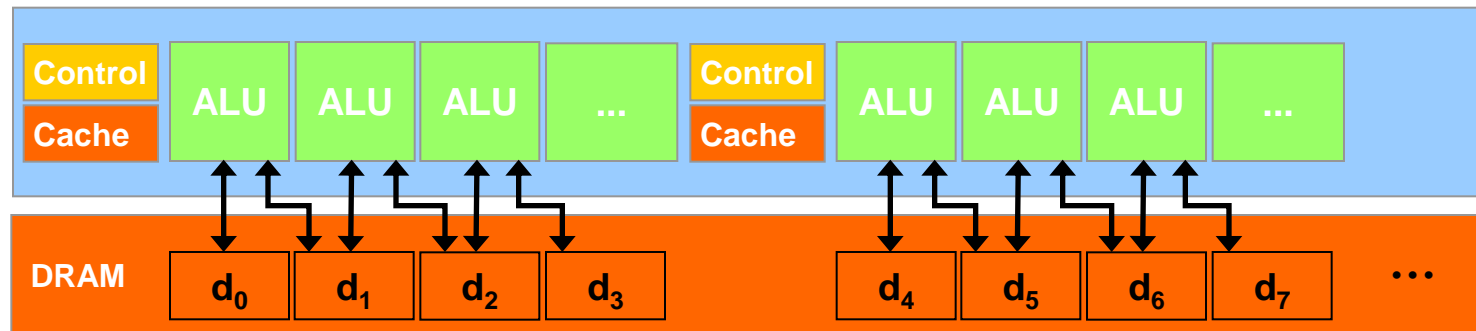 Control ALU ALU ALU ... Control ALU ALU ALU ...
Cache Cache
DRAM d₀ d₁ d₂ d₃ d₄ d₅ d₆ d₇ ...